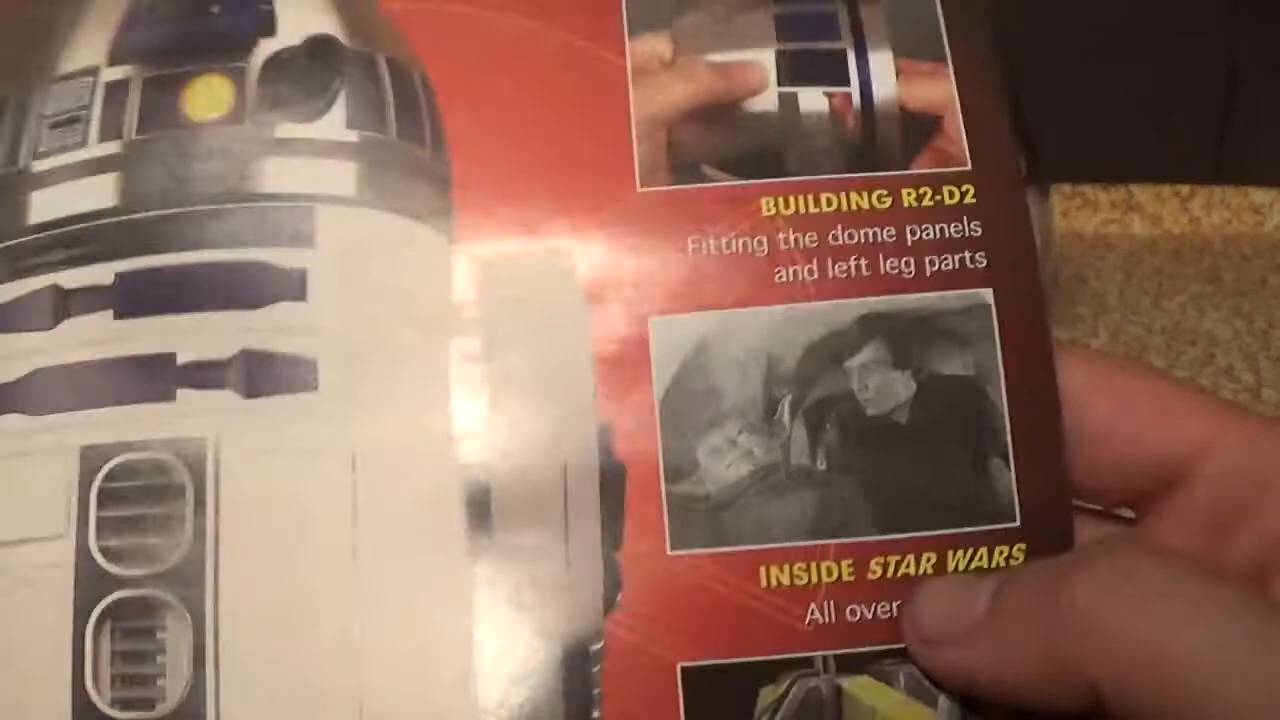 BUILDING R2-D2
Fitting the dome panels
and left leg parts
INSIDE STAR WARS
All over